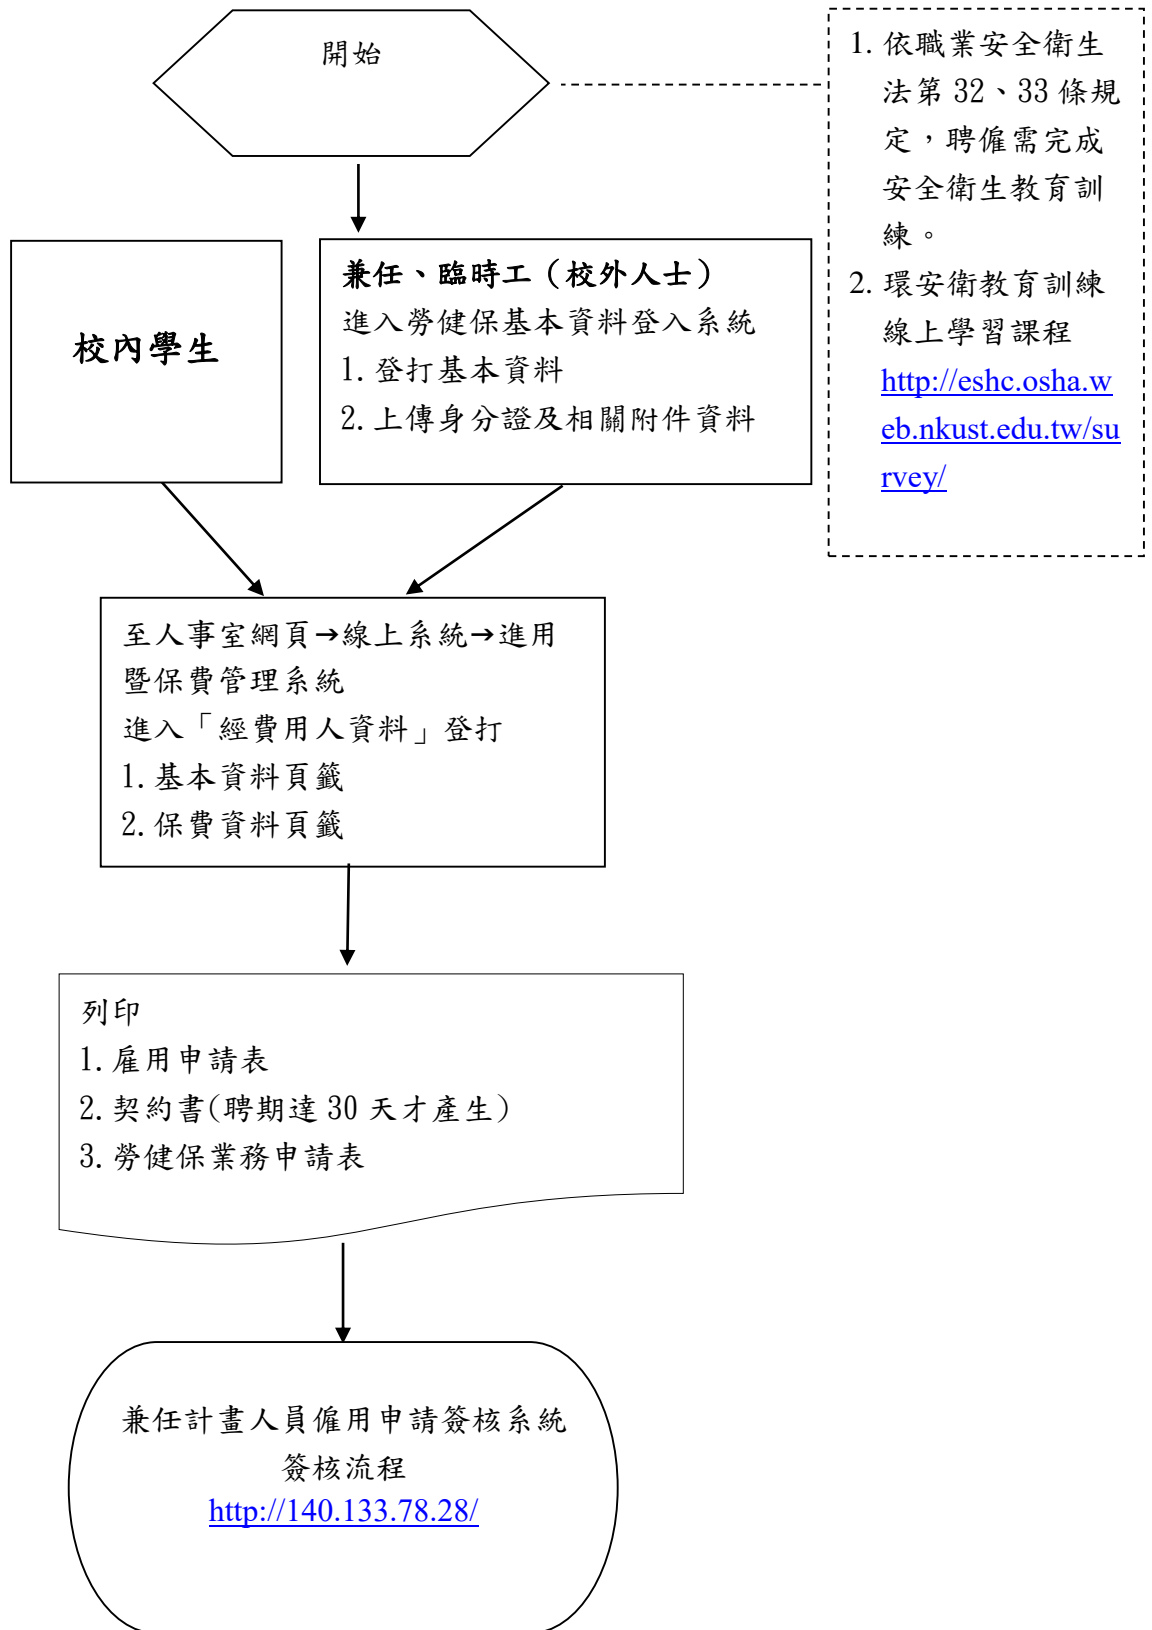 開始
1. 依職業安全衛生
法第 32、33 條規
定，聘僱需完成
安全衛生教育訓
練。
2. 環安衛教育訓練
線上學習課程
http://eshc.osha.w
eb.nkust.edu.tw/su
rvey/
校內學生
兼任、臨時工（校外人士）
進入勞健保基本資料登入系統
1. 登打基本資料
2. 上傳身分證及相關附件資料
至人事室網頁→線上系統→進用
暨保費管理系統
進入「經費用人資料」登打
1. 基本資料頁籤
2. 保費資料頁籤
列印
1. 雇用申請表
2. 契約書(聘期達 30 天才產生)
3. 勞健保業務申請表
兼任計畫人員僱用申請簽核系統
簽核流程
http://140.133.78.28/